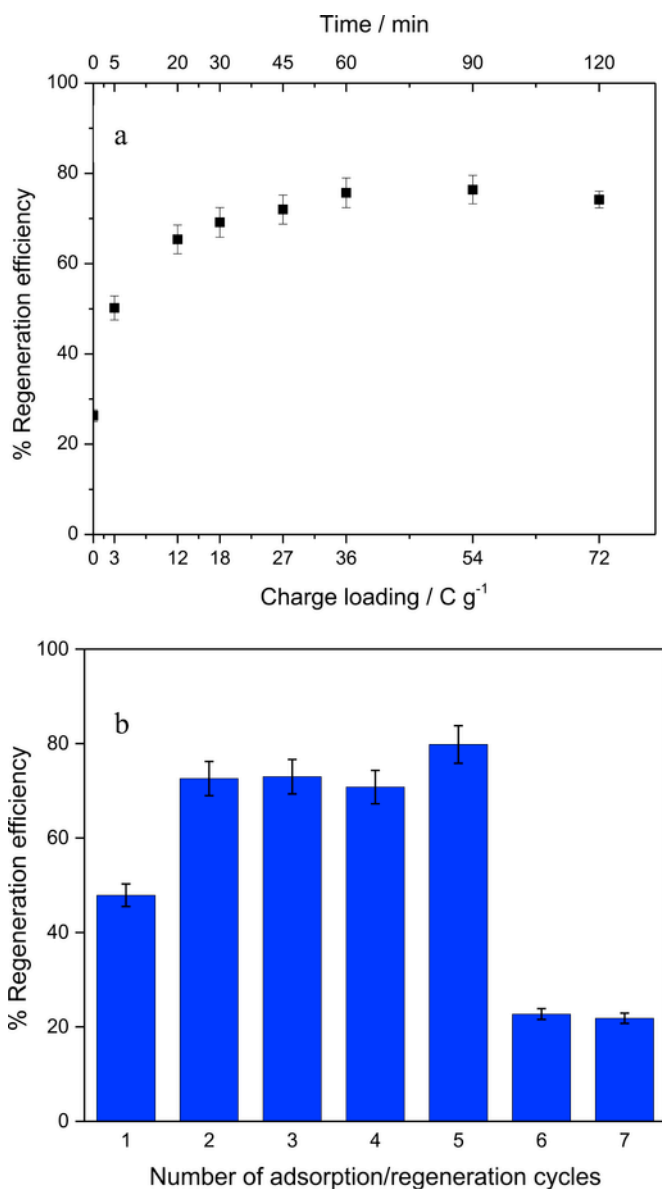 Time / min
0 5 20 30 45 60 90 120
100
a
80
60
40
20
0
% Regeneration efficiency
0 3 12 18 27 36 54 72
Charge loading / C g⁻¹
100
b
80
60
40
20
0
% Regeneration efficiency
1 2 3 4 5 6 7
Number of adsorption/regeneration cycles